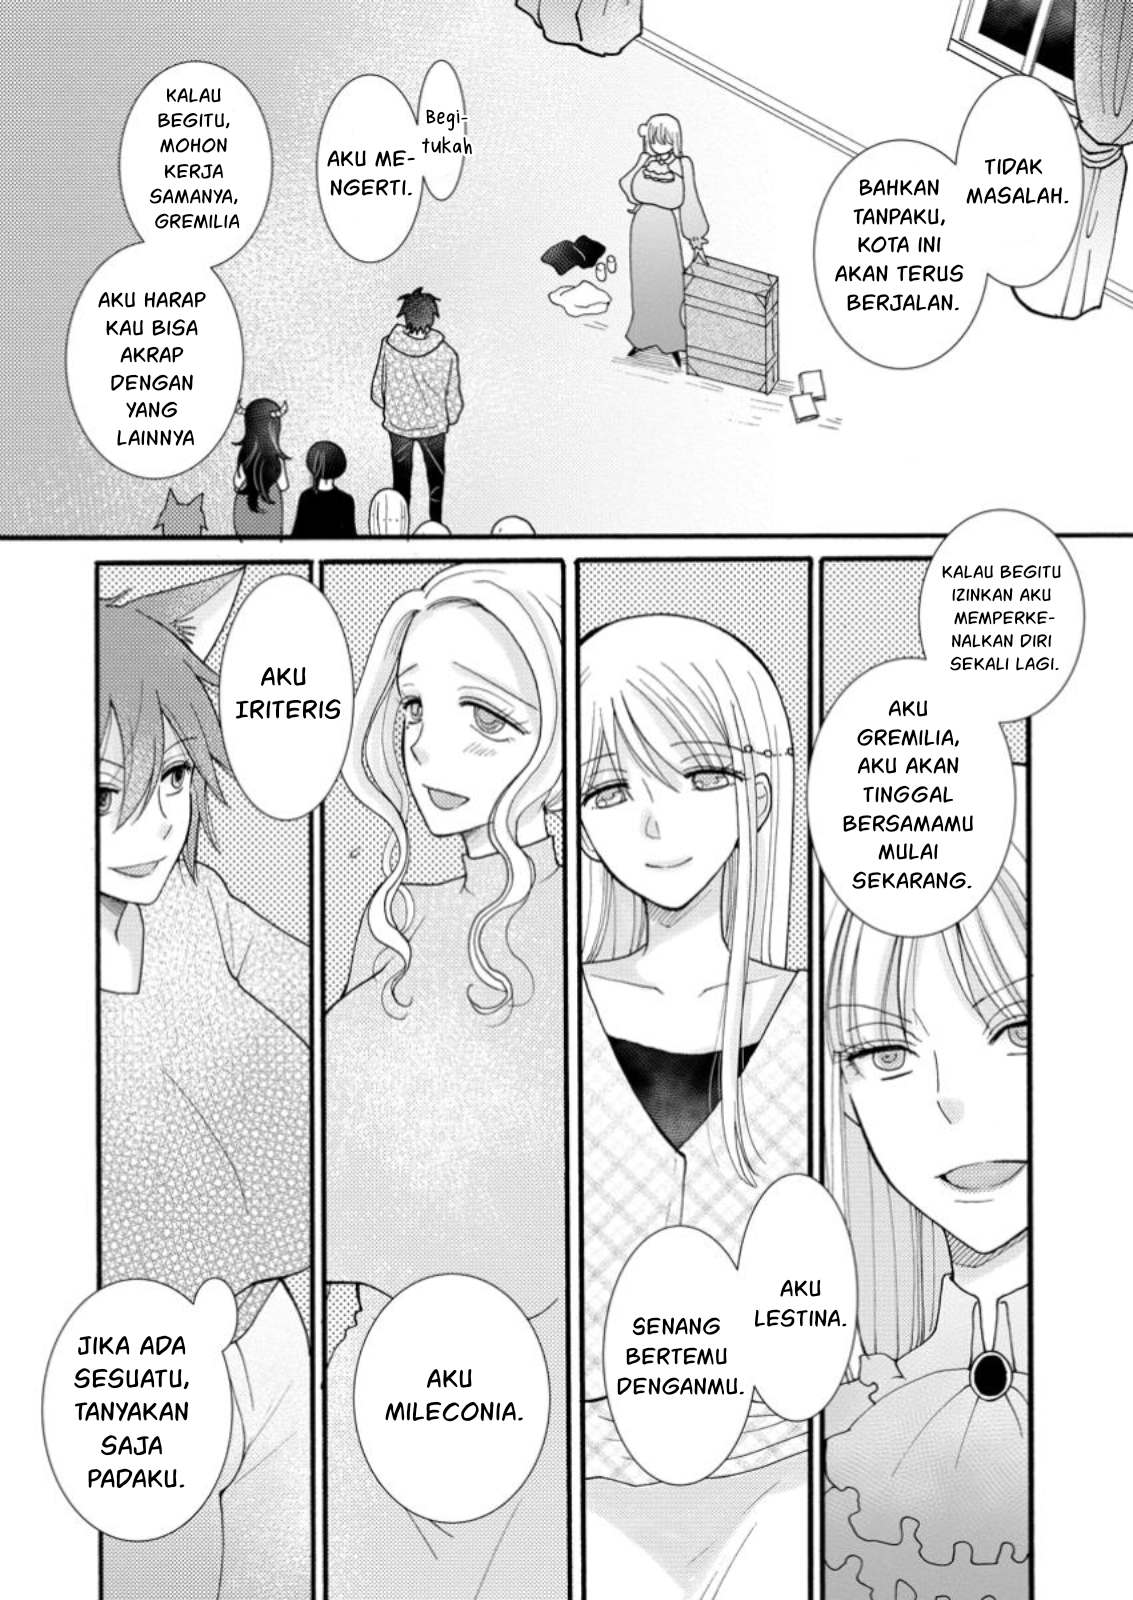 TIDAK
MASALAH.
BAHKAN
TANPAKU,
KOTA INI
AKAN TERUS
BERJALAN.
Begi-
tukah
AKU ME-
NGERTI.
KALAU
BEGITU,
MOHON
KERJA
SAMANYA,
GREMILIA
AKU HARAP
KAU BISA
AKRAP
DENGAN
YANG
LAINNYA
KALAU BEGITU
IZINKAN AKU
MEMPERKE-
NALKAN DIRI
SEKALI LAGI.
AKU
GREMILIA,
AKU AKAN
TINGGAL
BERSAMAMU
MULAI
SEKARANG.
AKU
LESTINA.
SENANG
BERTEMU
DENGANMU.
AKU
MILECONIA.
AKU
IRITERIS
JIKA ADA
SESUATU,
TANYAKAN
SAJA
PADAKU.